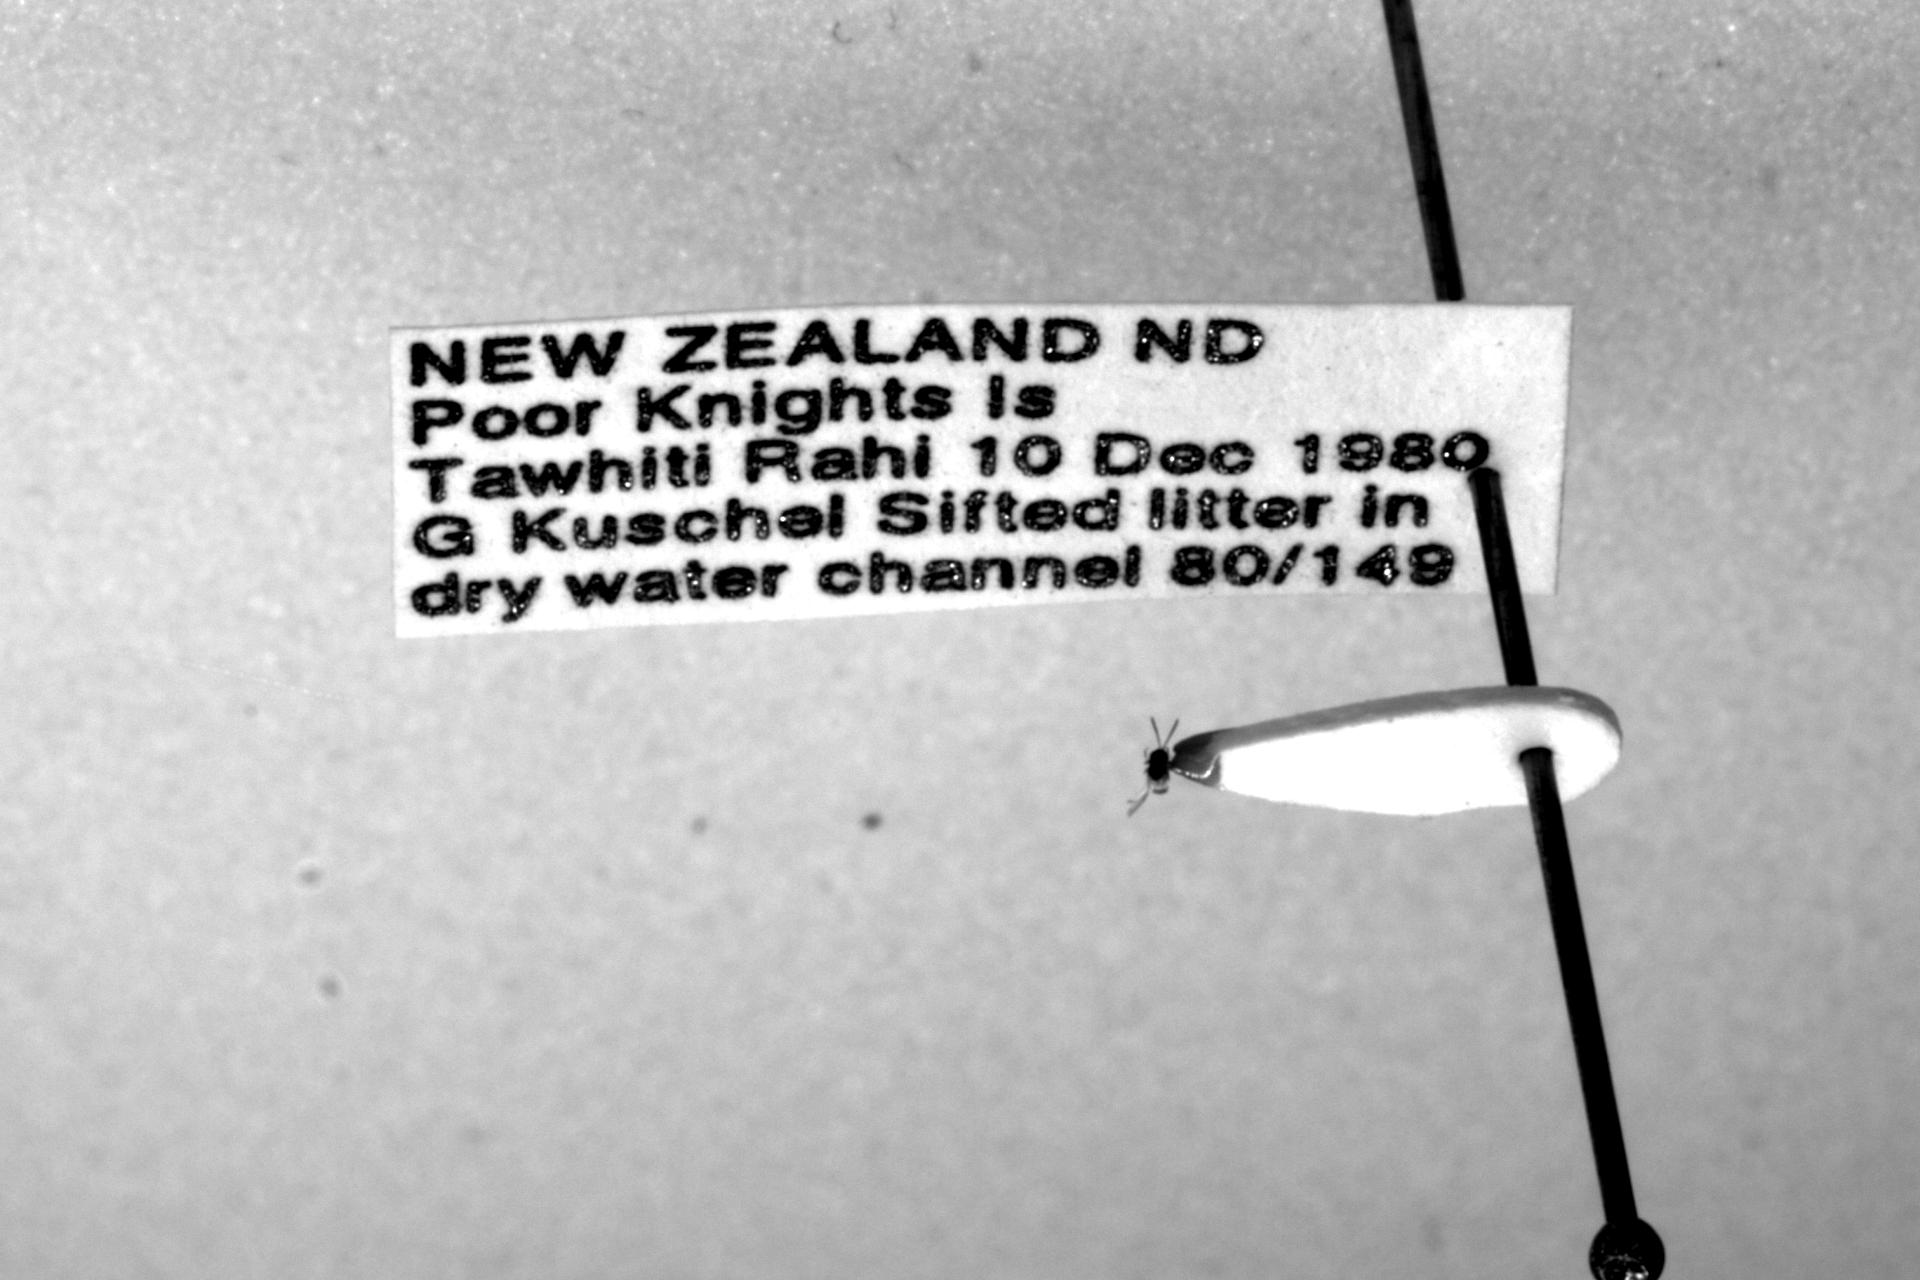 NEW ZEALAND ND
Poor Knights Is
Tawhiti Rahi 10 Dec 1980
G Kuschel Sifted litter in
dry water channel 80/149